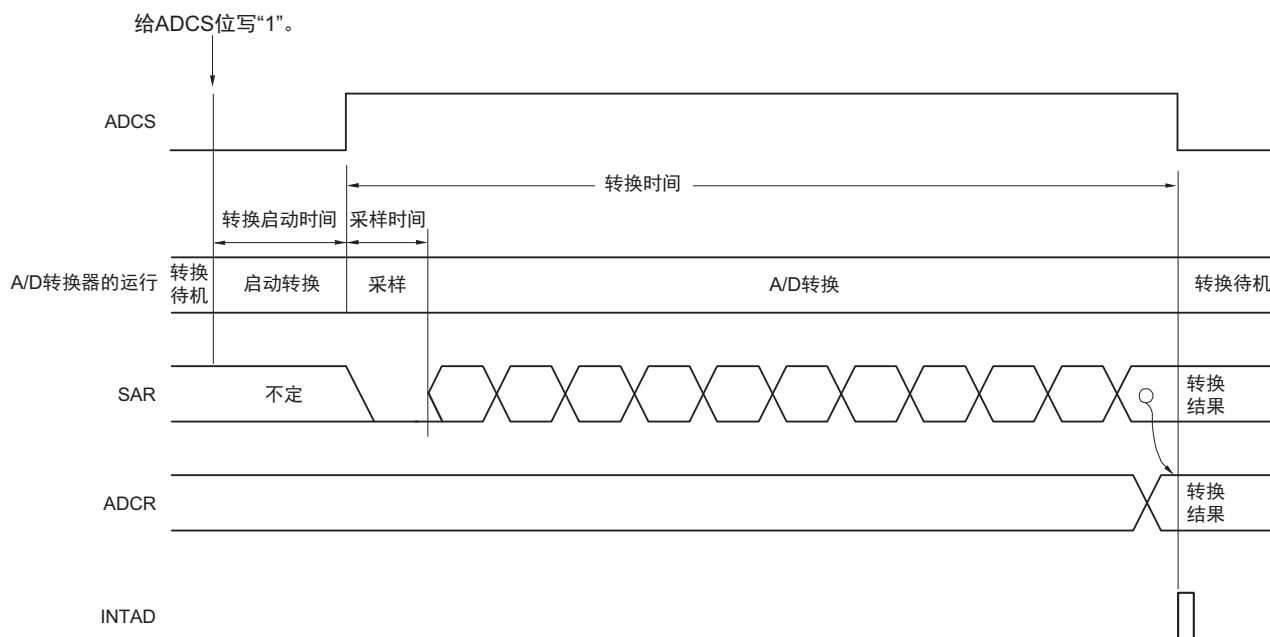 给ADCS位写“1”。
ADCS
转换时间
转换启动时间
采样时间
A/D转换器的运行
转换
待机
启动转换
采样
A/D转换
转换待机
SAR
不定
转换
结果
ADCR
转换
结果
INTAD